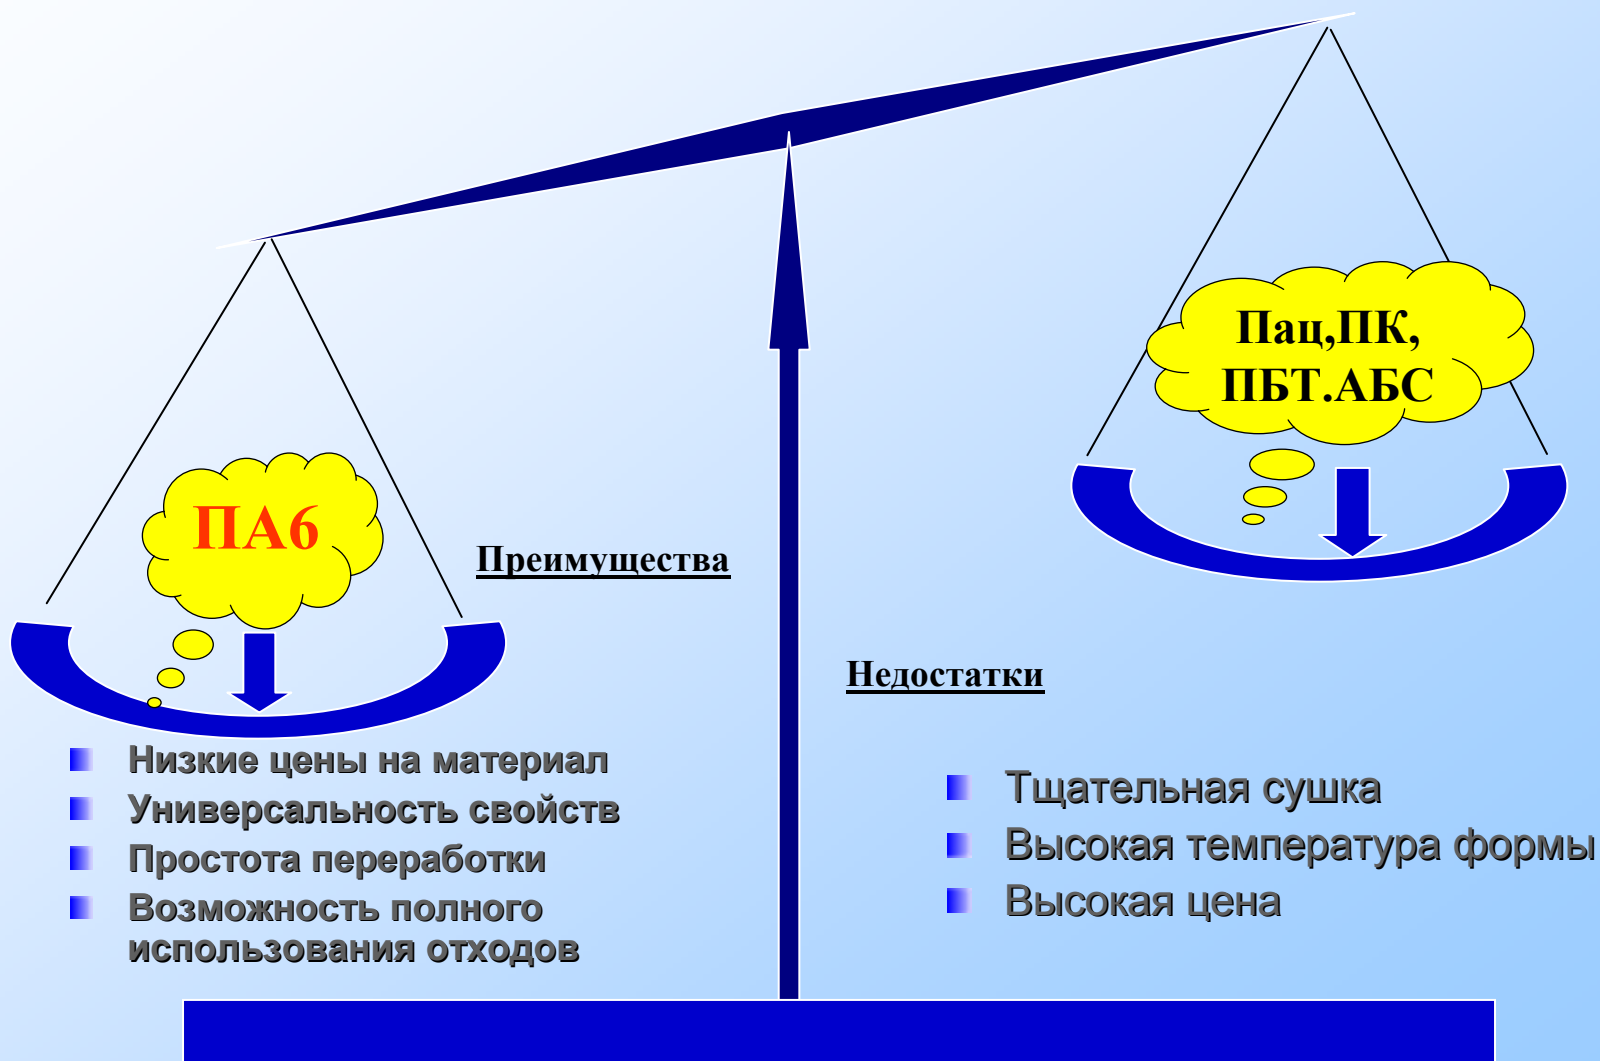 Пац,ПК,
ПБТ.АБС
ПА6
Преимущества
Недостатки
Низкие цены на материал
Универсальность свойств
Простота переработки
Возможность полного
использования отходов
Тщательная сушка
Высокая температура формы
Высокая цена